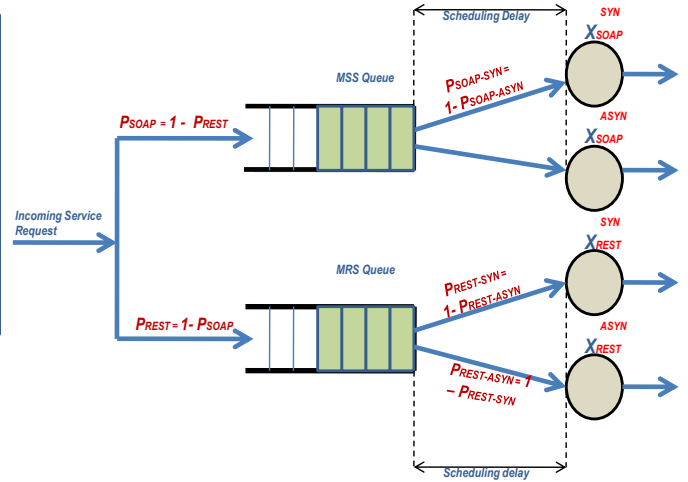 Scheduling Delay
SYN
XSOAP
MSS Queue
PSOAP-SYN=
1- PSOAP-ASYN
PSOAP = 1 - PREST
ASYN
XSOAP
Incoming Service
Request
SYN
XREST
MRS Queue
PREST-SYN=
1- PREST-ASYN
PREST = 1- PSOAP
ASYN
XREST
PREST-ASYN= 1
– PREST-SYN
Scheduling delay